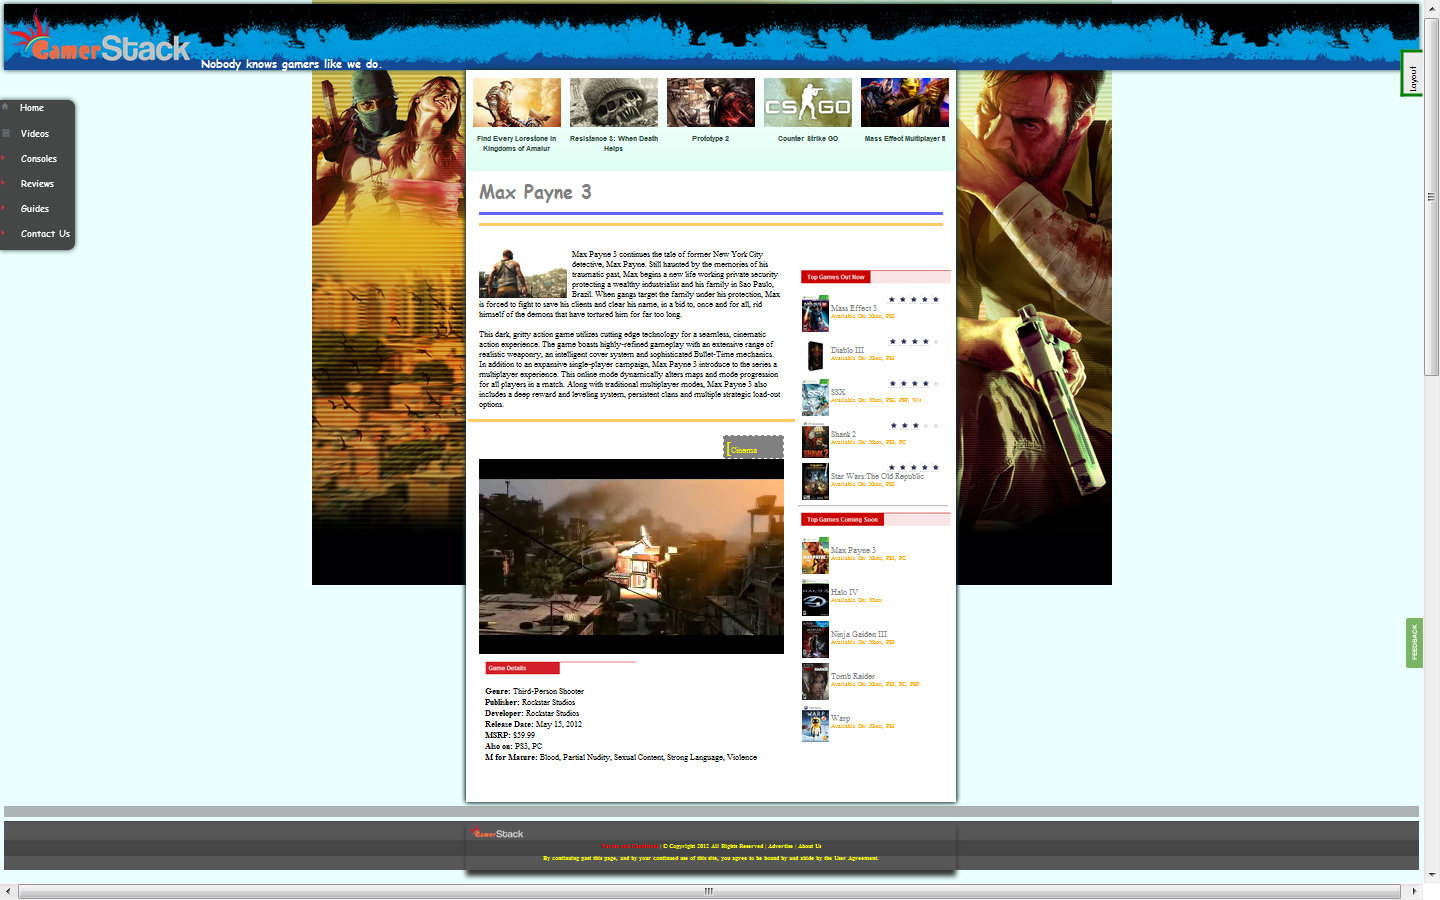 GamerStack
Nobody knows gamers like we do.
Layout
Home
Videos
Consoles
Reviews
Guides
Contact Us
Find Every Lorestone in
Kingdoms of Amalur
Resistance 3: When Death
Helps
Prototype 2
CS GO
Counter Strike GO
Mass Effect Multiplayer
Max Payne 3
Max Payne 3 continues the tale of former New York City
detective, Max Payne. Still haunted by the memories of his
traumatic past, Max begins a new life working private security
protecting a wealthy industrialist and his family in Sao Paulo,
Brazil. When gangs target the family under his protection, Max
is forced to fight to save his clients and clear his name, in a bid to, once and for all, rid
himself of the demons that have tortured him for far too long.
This dark, gritty action game utilizes cutting edge technology for a seamless, cinematic
action experience. The game boasts highly-refined gameplay with an extensive range of
realistic weaponry, an intelligent cover system and sophisticated Bullet-Time mechanics.
In addition to an expansive single-player campaign, Max Payne 3 introduce to the series a
multiplayer experience. This online mode dynamically alters maps and mode progression
for all players in a match. Along with traditional multiplayer modes, Max Payne 3 also
includes a deep reward and leveling system, persistent clans and multiple strategic load-out
options.
[Cinema
Game Details
Genre: Third-Person Shooter
Publisher: Rockstar Studios
Developer: Rockstar Studios
Release Date: May 15, 2012
MSRP: $59.99
Also on: PS3, PC
M for Mature: Blood, Partial Nudity, Sexual Content, Strong Language, Violence
Top Games Out Now
Mass Effect 3
Available On: Xbox, PS3
Diablo III
Available On: Xbox, PS3
SSX
Available On: Xbox, PS3, PSP, Wii
Shank 2
Available On: Xbox, PS3, PC
Star Wars:The Old Republic
Available On: Xbox, PS3
Top Games Coming Soon
Max Payne 3
Available On: Xbox, PS3, PC
Halo IV
Available On: Xbox
Ninja Gaiden III
Available On: Xbox, PS3
Tomb Raider
Available On: Xbox, PS3, PC, PSP
Warp
Available On: Xbox, PS3
FEEDBACK
GamerStack
Terms and Conditions | © Copyright 2012 All Rights Reserved | Advertise | About Us
By continuing past this page, and by your continued use of this site, you agree to be bound by and abide by the User Agreement.